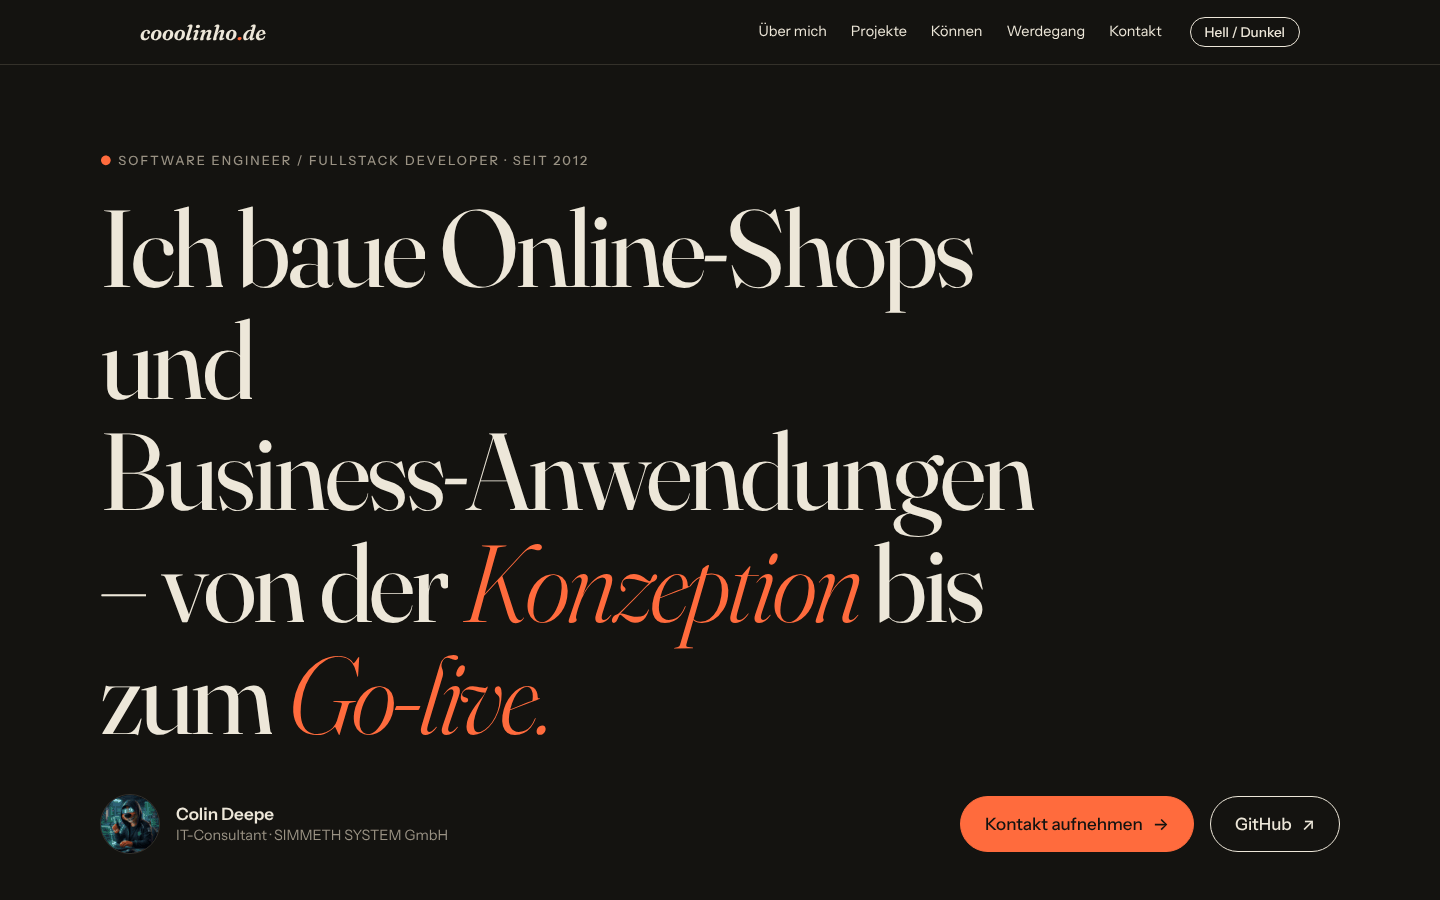 cooolinho.de
Über mich Projekte Können Werdegang Kontakt Hell / Dunkel
SOFTWARE ENGINEER / FULLSTACK DEVELOPER · SEIT 2012
Ich baue Online-Shops
und
Business-Anwendungen
— von der Konzeption bis
zum Go-live.
Colin Deepe
IT-Consultant · SIMMETH SYSTEM GmbH
Kontakt aufnehmen →
GitHub ↗